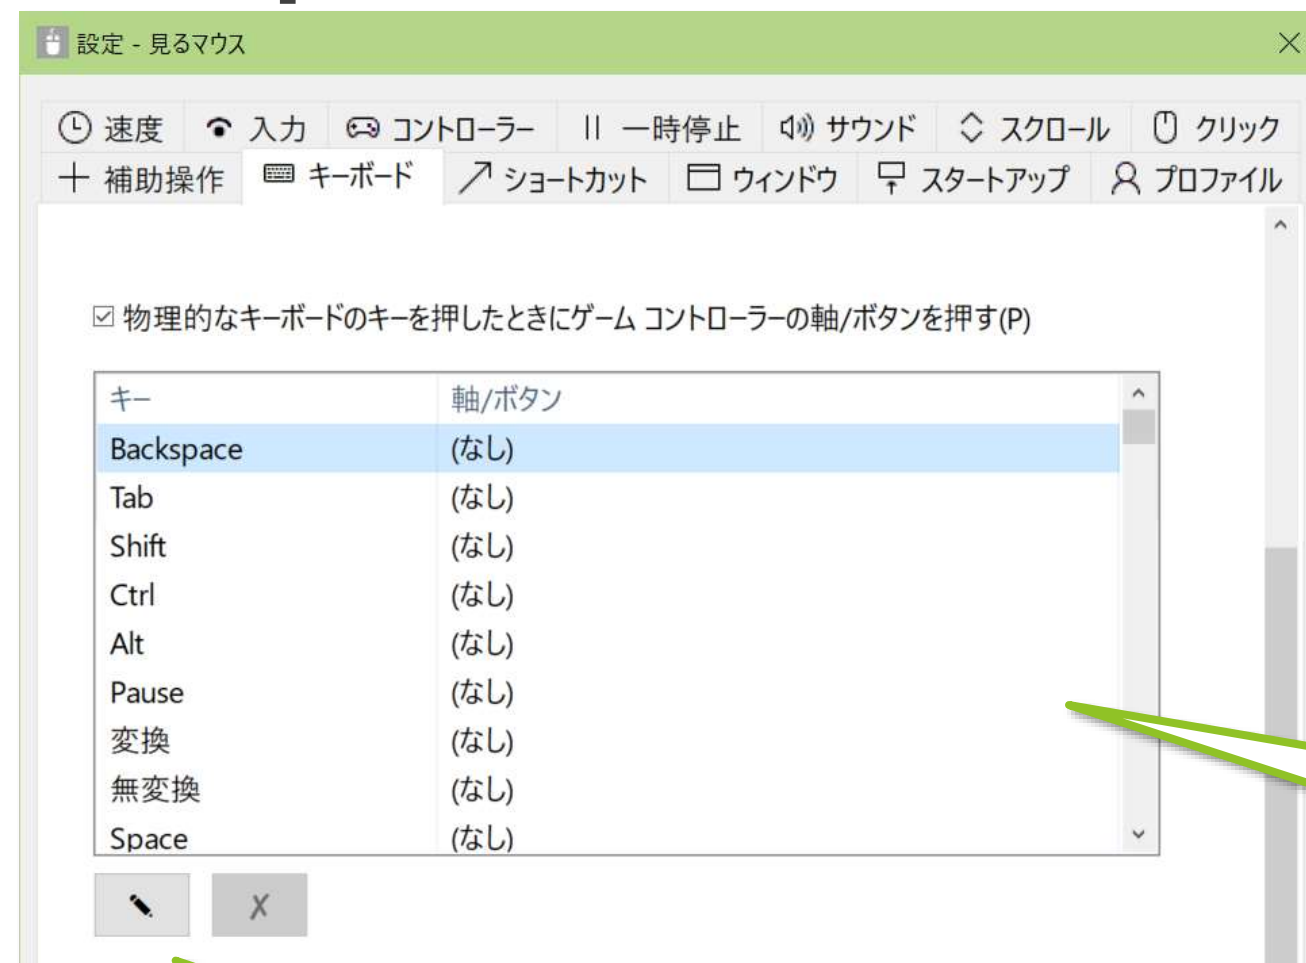 設定 - 見るマウス
速度 入力 コントローラー 一時停止 サウンド スクロール クリック
補助操作 キーボード ショートカット ウィンドウ スタートアップ プロファイル
物理的なキーボードのキーを押したときにゲーム コントローラーの軸/ボタンを押す(P)
キー 軸/ボタン
Backspace (なし)
Tab (なし)
Shift (なし)
Ctrl (なし)
Alt (なし)
Pause (なし)
変換 (なし)
無変換 (なし)
Space (なし)